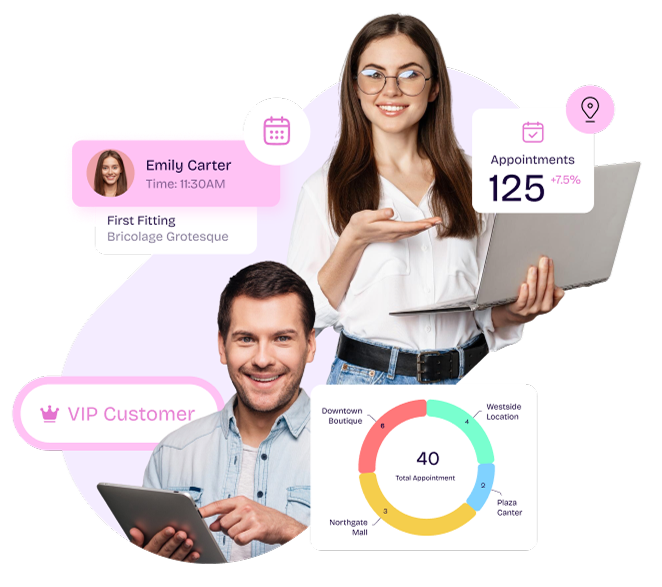 Emily Carter
Time: 11:30AM
First Fitting
Bricolage Grotesque
Appointments
125 +7.5%
VIP Customer
Downtown
Boutique
6
Westside
Location
4
40
Total Appointment
2
Plaza
Canter
3
Northgate
Mall